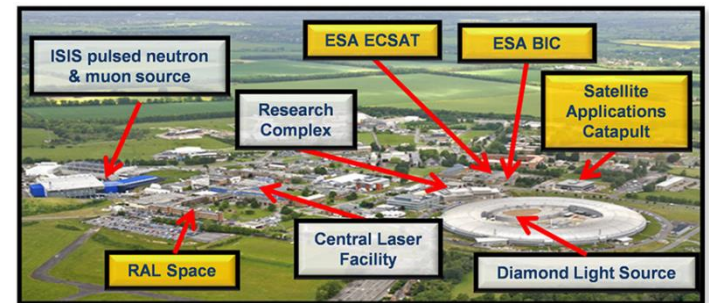 ISIS pulsed neutron
& muon source
ESA ECSAT
ESA BIC
Satellite
Applications
Catapult
Research
Complex
RAL Space
Central Laser
Facility
Diamond Light Source